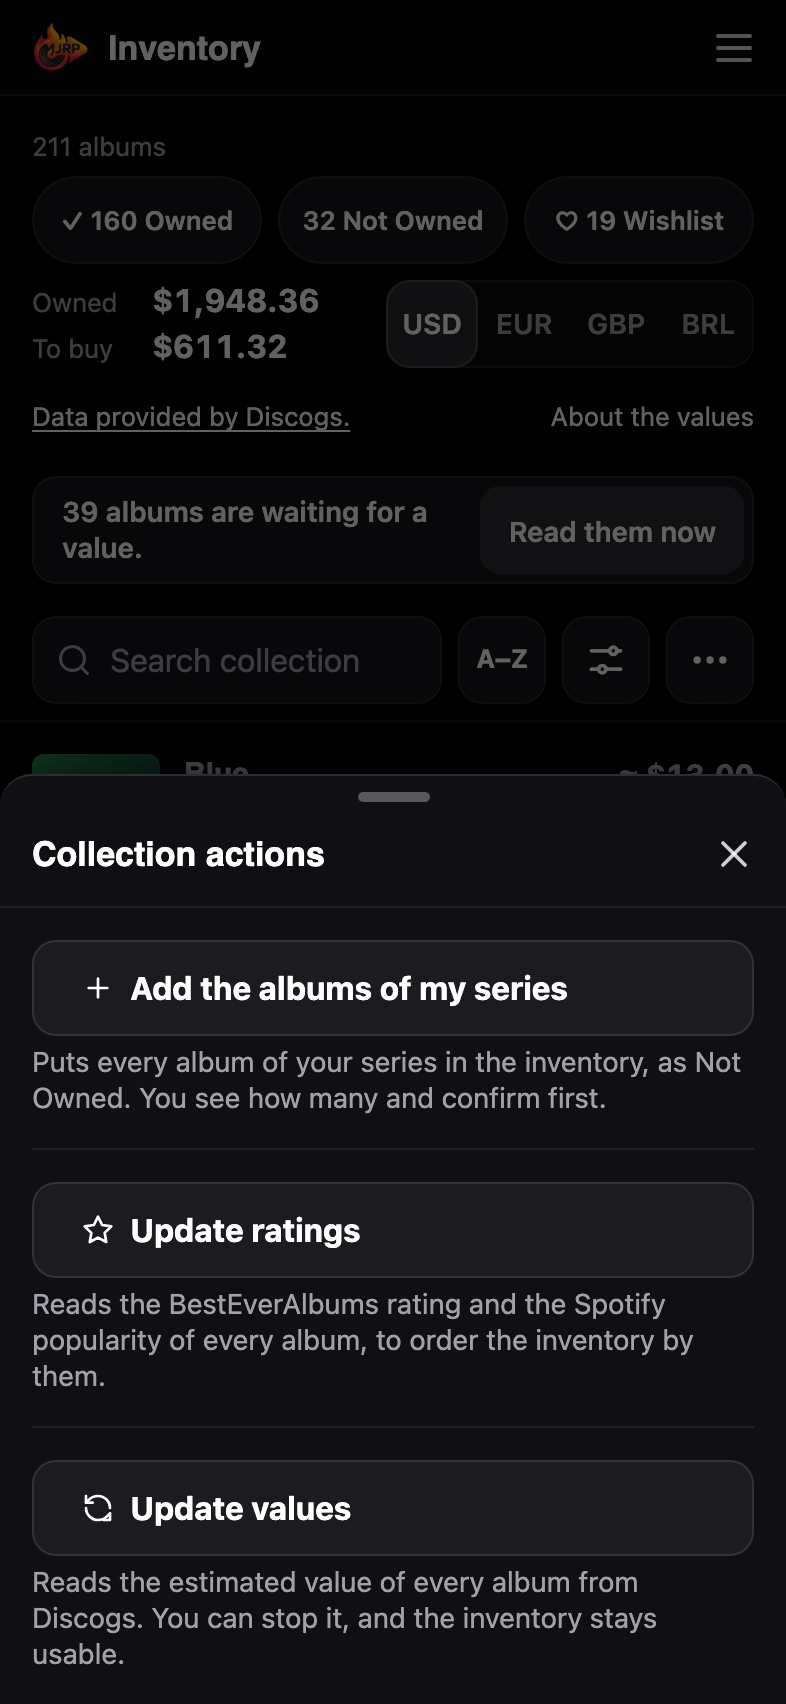 MJRP
Inventory
211 albums
✓ 160 Owned
32 Not Owned
♡ 19 Wishlist
Owned $1,948.36
To buy $611.32
USD EUR GBP BRL
Data provided by Discogs.
About the values
39 albums are waiting for a
value.
Read them now
Search collection
A–Z
Blue
~ $13.00
Collection actions
+ Add the albums of my series
Puts every album of your series in the inventory, as Not
Owned. You see how many and confirm first.
Update ratings
Reads the BestEverAlbums rating and the Spotify
popularity of every album, to order the inventory by
them.
Update values
Reads the estimated value of every album from
Discogs. You can stop it, and the inventory stays
usable.